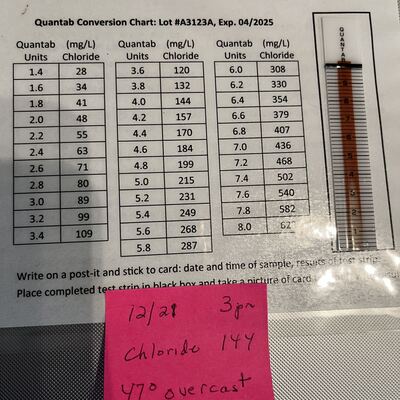 Quantab Conversion Chart: Lot #A3123A, Exp. 04/2025
Quantab Units (mg/L) Chloride Quantab Units (mg/L) Chloride Quantab Units (mg/L) Chloride
1.4 28 3.6 120 6.0 308
1.6 34 3.8 132 6.2 330
1.8 41 4.0 144 6.4 354
2.0 48 4.2 157 6.6 379
2.2 55 4.4 170 6.8 407
2.4 63 4.6 184 7.0 436
2.6 71 4.8 199 7.2 468
2.8 80 5.0 215 7.4 502
3.0 89 5.2 231 7.6 540
3.2 99 5.4 249 7.8 582
3.4 109 5.6 268 8.0
5.8 287
QUANTAB
Write on a post-it and stick to card: date and time of sample, results of test strip
Place completed test strip in black box and take a picture of card
12/21 3pm
Chloride 144
47° overcast